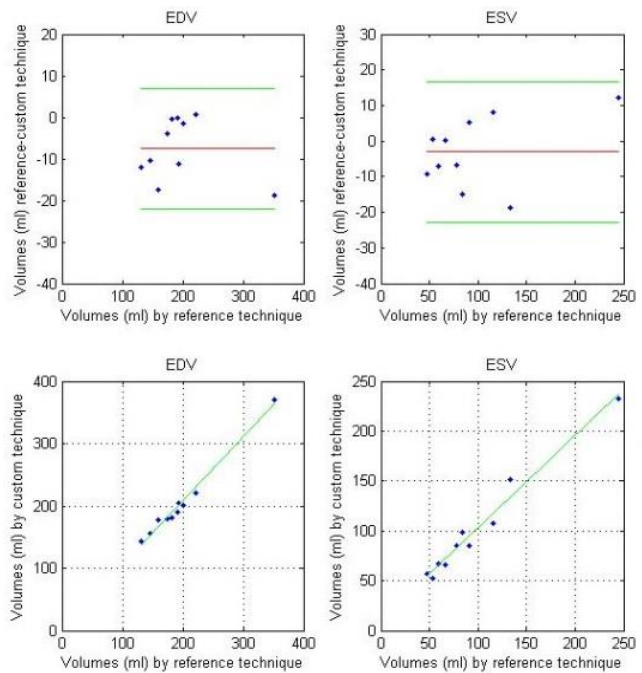 EDV
Volumes (ml) reference-custom technique
20
10
0
-10
-20
-30
-40
0 100 200 300 400
Volumes (ml) by reference technique
ESV
Volumes (ml) reference-custom technique
30
20
10
0
-10
-20
-30
-40
0 50 100 150 200 250
Volumes (ml) by reference technique
EDV
Volumes (ml) by custom technique
400
300
200
100
0
0 100 200 300 400
Volumes (ml) by reference technique
ESV
Volumes (ml) by custom technique
250
200
150
100
50
0
0 50 100 150 200 250
Volumes (ml) by reference technique